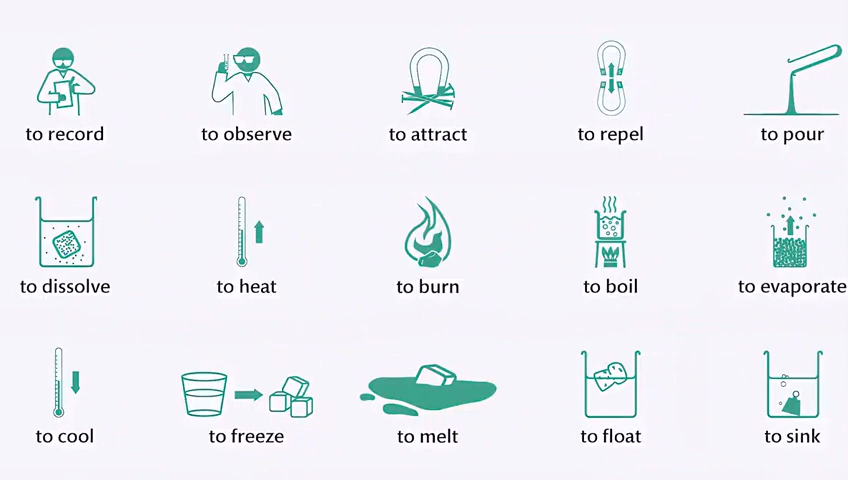 to record
to observe
to attract
to repel
to pour
to dissolve
to heat
to burn
to boil
to evaporate
to cool
to freeze
to melt
to float
to sink